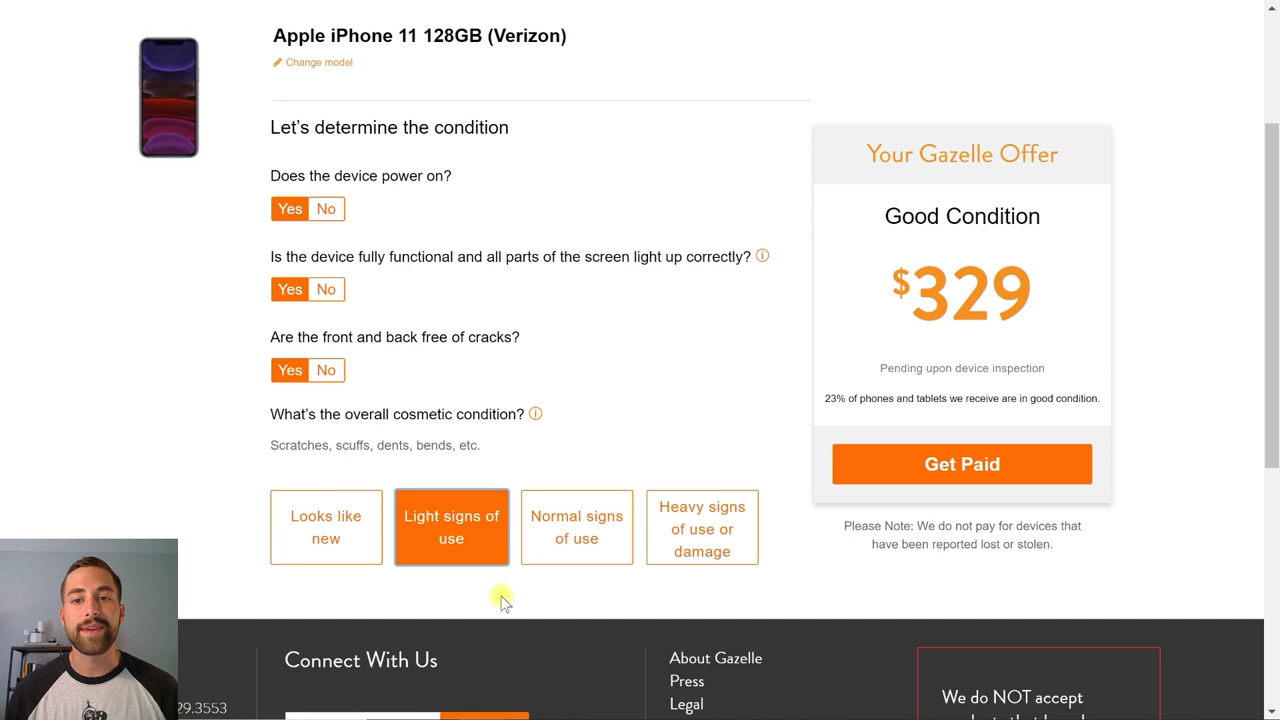 Apple iPhone 11 128GB (Verizon)
Change model
Let's determine the condition
Does the device power on?
Yes No
Is the device fully functional and all parts of the screen light up correctly?
Yes No
Are the front and back free of cracks?
Yes No
What's the overall cosmetic condition?
Scratches, scuffs, dents, bends, etc.
Looks like
new
Light signs of
use
Normal signs
of use
Heavy signs
of use or
damage
Your Gazelle Offer
Good Condition
$329
Pending upon device inspection
23% of phones and tablets we receive are in good condition.
Get Paid
Please Note: We do not pay for devices that
have been reported lost or stolen.
29.3553
Connect With Us
About Gazelle
Press
Legal
We do NOT accept